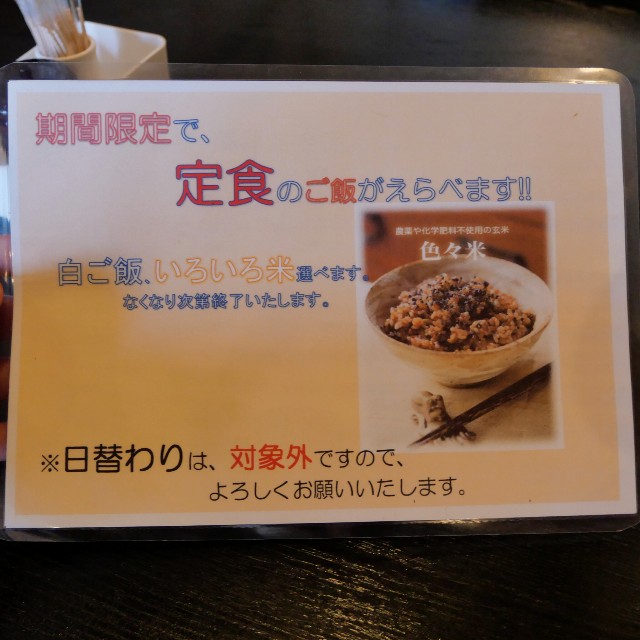 期間限定で、
定食のご飯がえらべます!!
農薬や化学肥料不使用の玄米
色々米
白ご飯、いろいろ米選べます。
なくなり次第終了いたします。
※日替わりは、対象外ですので、
よろしくお願いいたします。